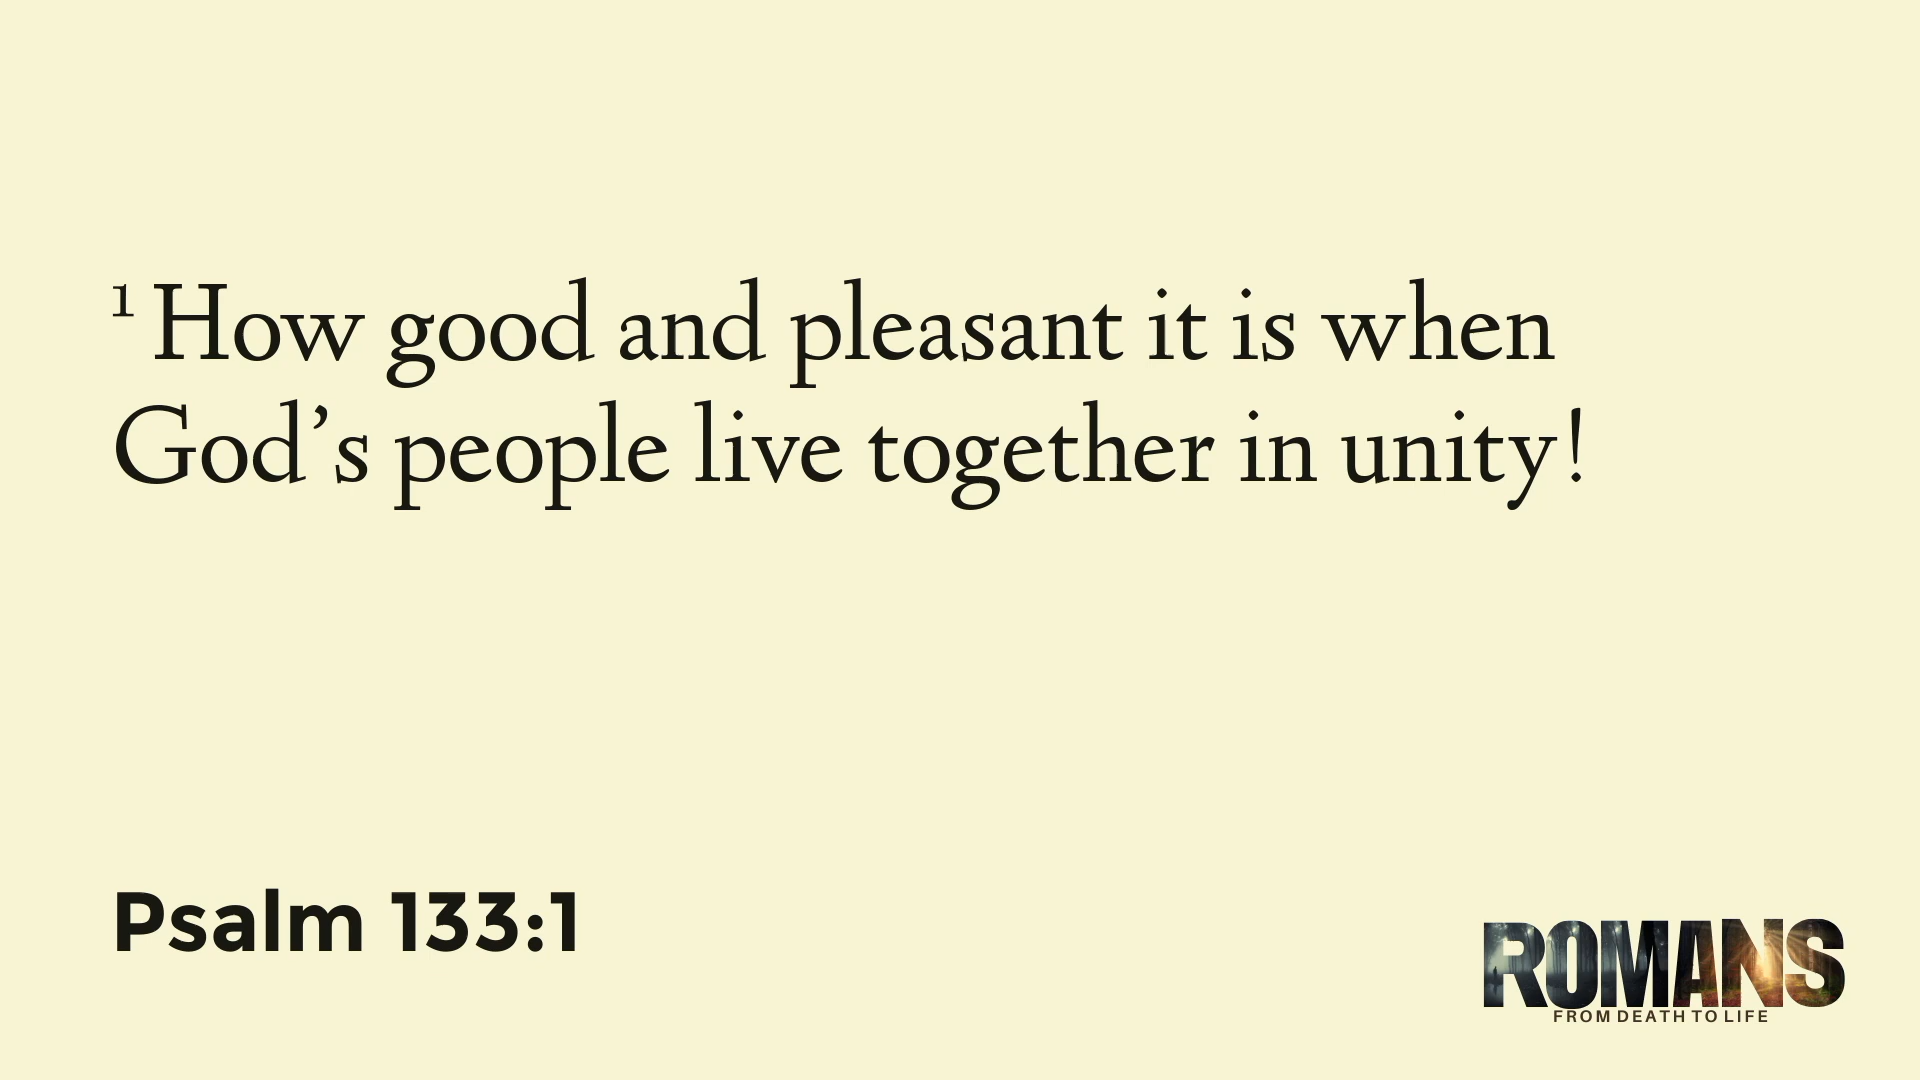 ¹ How good and pleasant it is when
God’s people live together in unity!
Psalm 133:1
ROMANS
FROM DEATH TO LIFE